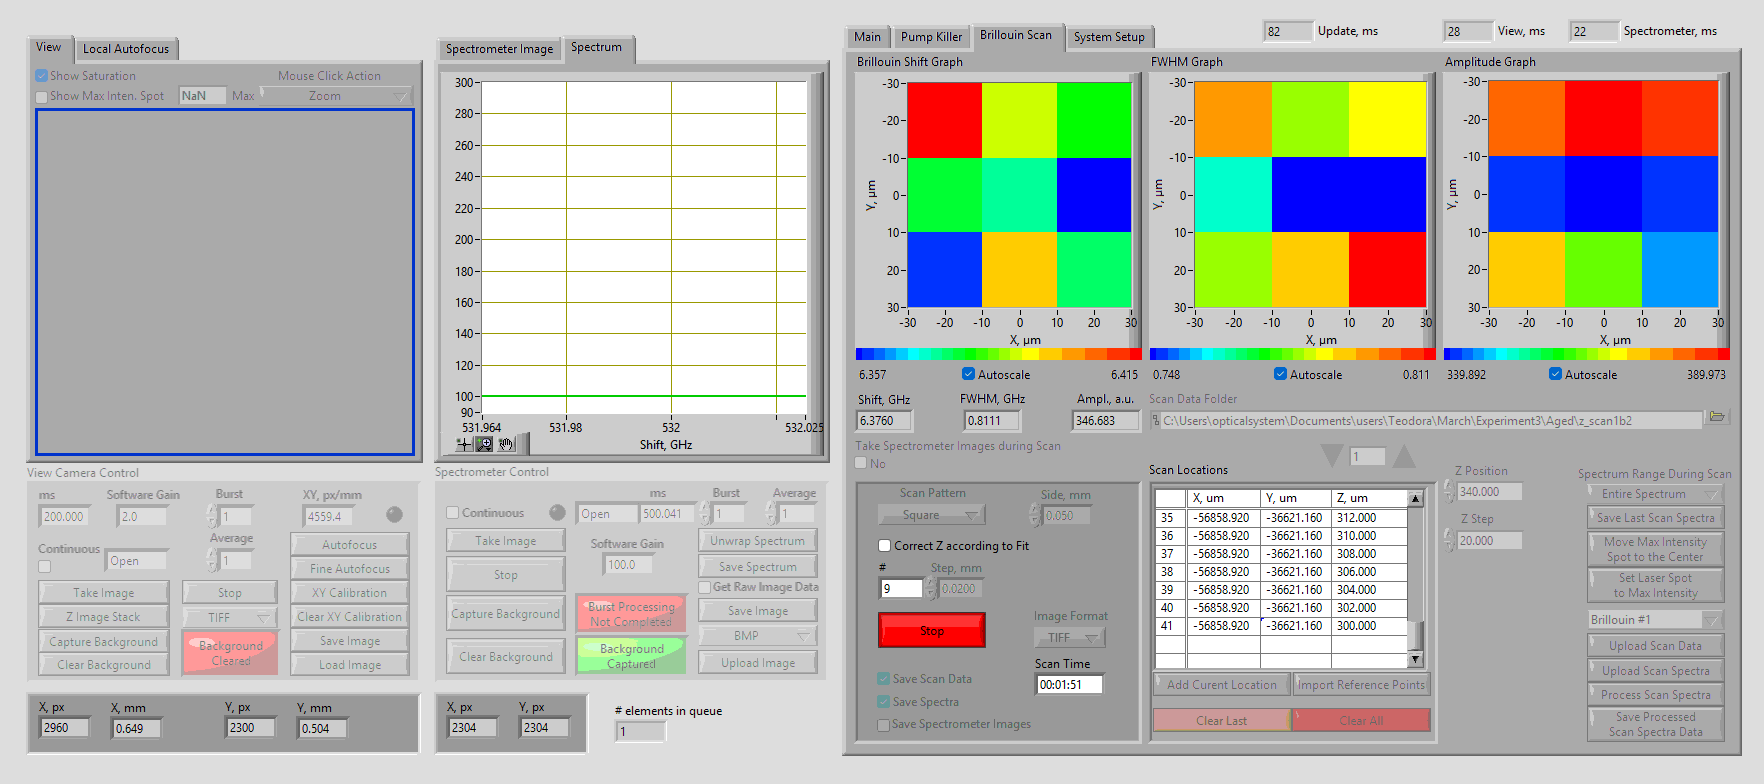 82 Update, ms 28 View, ms 22 Spectrometer, ms
View Local Autofocus
Show Saturation Mouse Click Action
Show Max Inten. Spot NaN Max Zoom
Spectrometer Image Spectrum
300
280
260
240
220
200
180
160
140
120
100
90
531.964 531.98 532 532.025
Shift, GHz
Main Pump Killer Brillouin Scan System Setup
Brillouin Shift Graph
-30
-20
-10
0
10
20
30
Y, µm
-30 -20 -10 0 10 20 30
X, µm
6.357 Autoscale 6.415
FWHM Graph
-30
-20
-10
0
10
20
30
Y, µm
-30 -20 -10 0 10 20 30
X, µm
0.748 Autoscale 0.811
Amplitude Graph
-30
-20
-10
0
10
20
30
Y, µm
-30 -20 -10 0 10 20 30
X, µm
339.892 Autoscale 389.973
Shift, GHz FWHM, GHz Ampl., a.u. Scan Data Folder
6.3760 0.8111 346.683 C:\Users\opticalsystem\Documents\users\Teodora\March\Experiment3\Aged\z_scan1b2
Take Spectrometer Images during Scan
No
1
View Camera Control
ms Software Gain Burst XY, px/mm
200.000 2.0 1 4559.4
Average
Continuous Open 1
Autofocus
Fine Autofocus
Take Image Stop XY Calibration
Z Image Stack TIFF Clear XY Calibration
Capture Background Background Cleared Save Image
Clear Background Load Image
X, px X, mm Y, px Y, mm
2960 0.649 2300 0.504
Spectrometer Control
ms Burst Average
Continuous Open 500.041 1 1
Take Image Software Gain Unwrap Spectrum
Stop 100.0 Save Spectrum
Get Raw Image Data
Capture Background Burst Processing Not Completed Save Image
BMP
Clear Background Background Captured Upload Image
X, px Y, px
2304 2304
# elements in queue
1
Scan Pattern Side, mm
Square 0.050
Correct Z according to Fit
# Step, mm
9 0.0200
Stop
Image Format
TIFF
Scan Time
00:01:51
Save Scan Data
Save Spectra
Save Spectrometer Images
Scan Locations
X, um Y, um Z, um
35 -56858.920 -36621.160 312.000
36 -56858.920 -36621.160 310.000
37 -56858.920 -36621.160 308.000
38 -56858.920 -36621.160 306.000
39 -56858.920 -36621.160 304.000
40 -56858.920 -36621.160 302.000
41 -56858.920 -36621.160 300.000
Add Curent Location Import Reference Points
Clear Last Clear All
Z Position
340.000
Z Step
20.000
Spectrum Range During Scan
Entire Spectrum
Save Last Scan Spectra
Move Max Intensity
Spot to the Center
Set Laser Spot
to Max Intensity
Brillouin #1
Upload Scan Data
Upload Scan Spectra
Process Scan Spectra
Save Processed
Scan Spectra Data